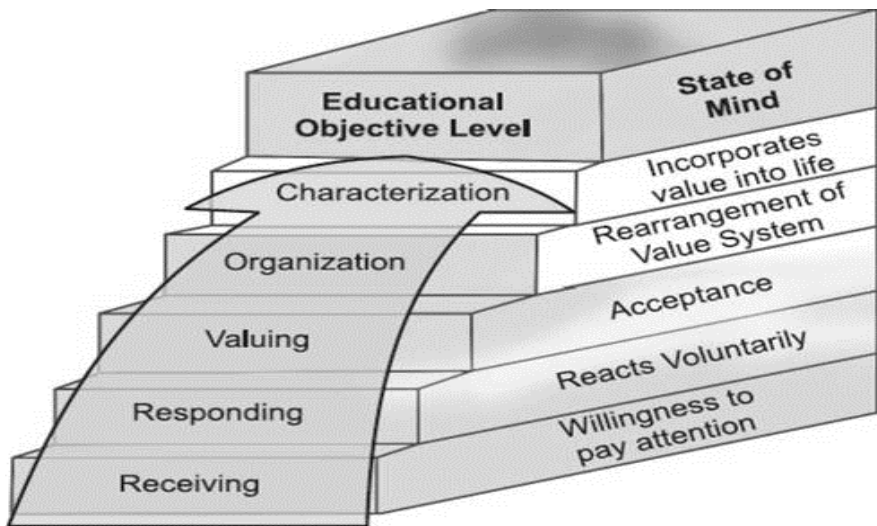 Educational
Objective Level
State of
Mind
Characterization
Incorporates
value into life
Organization
Rearrangement of
Value System
Valuing
Acceptance
Responding
Reacts Voluntarily
Receiving
Willingness to
pay attention